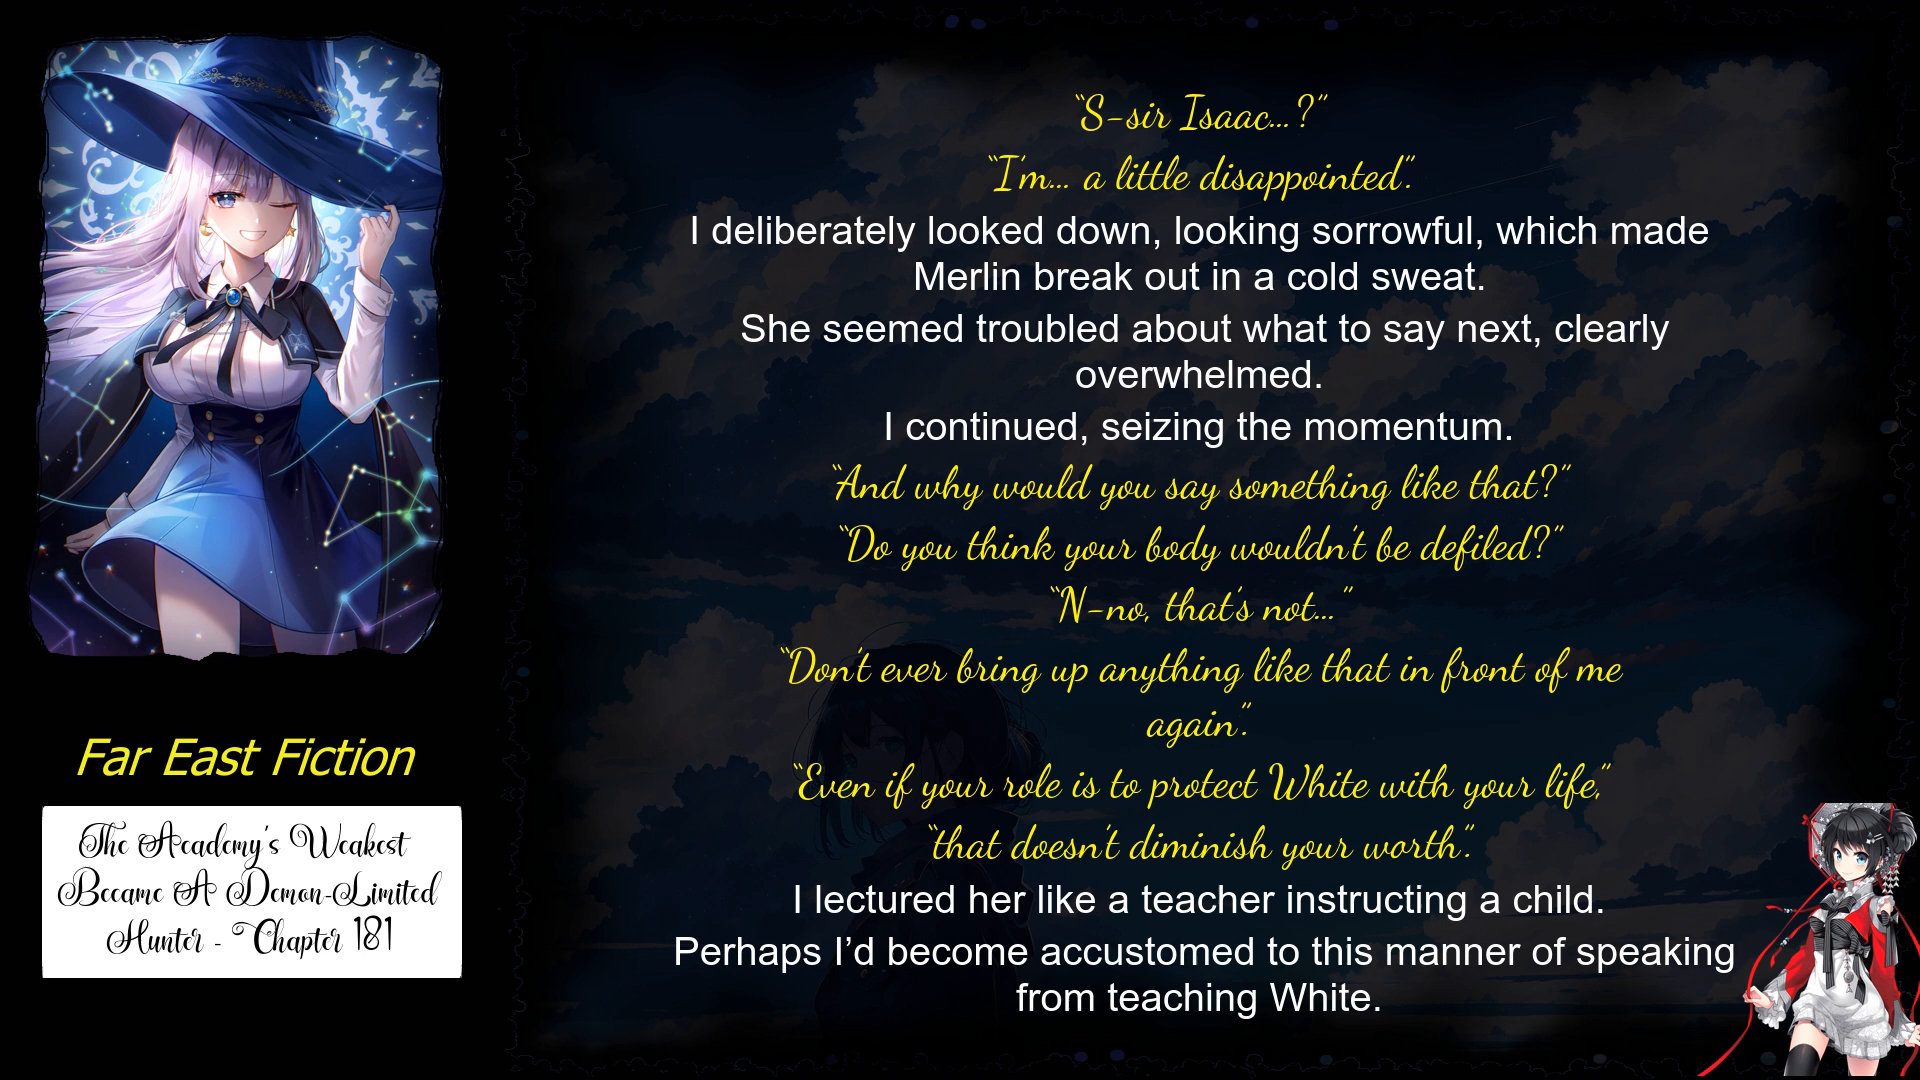 “S-sir Isaac...?”
“I’m... a little disappointed”.
I deliberately looked down, looking sorrowful, which made
Merlin break out in a cold sweat.
She seemed troubled about what to say next, clearly
overwhelmed.
I continued, seizing the momentum.
“And why would you say something like that?”
“Do you think your body wouldn’t be defiled?”
“N-no, that’s not...”
“Don’t ever bring up anything like that in front of me
again”.
“Even if your role is to protect White with your life,”
“that doesn’t diminish your worth”.
I lectured her like a teacher instructing a child.
Perhaps I’d become accustomed to this manner of speaking
from teaching White.
Far East Fiction
The Academy's Weakest
Became A Demon-Limited
Hunter - Chapter 181